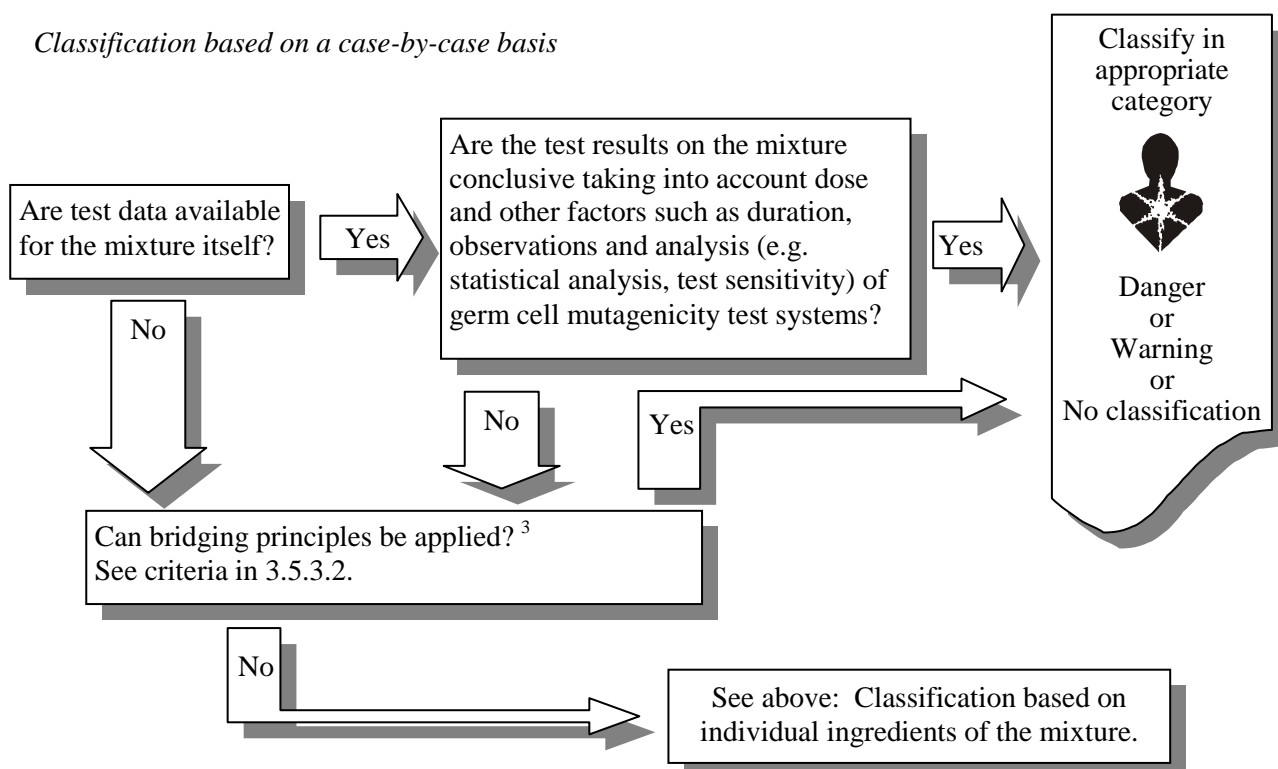 Classification based on a case-by-case basis
Are test data available
for the mixture itself?
Yes
Are the test results on the mixture
conclusive taking into account dose
and other factors such as duration,
observations and analysis (e.g.
statistical analysis, test sensitivity) of
germ cell mutagenicity test systems?
Yes
Classify in
appropriate
category
Danger
or
Warning
or
No classification
No
No
Yes
Can bridging principles be applied? 3
See criteria in 3.5.3.2.
No
See above: Classification based on
individual ingredients of the mixture.